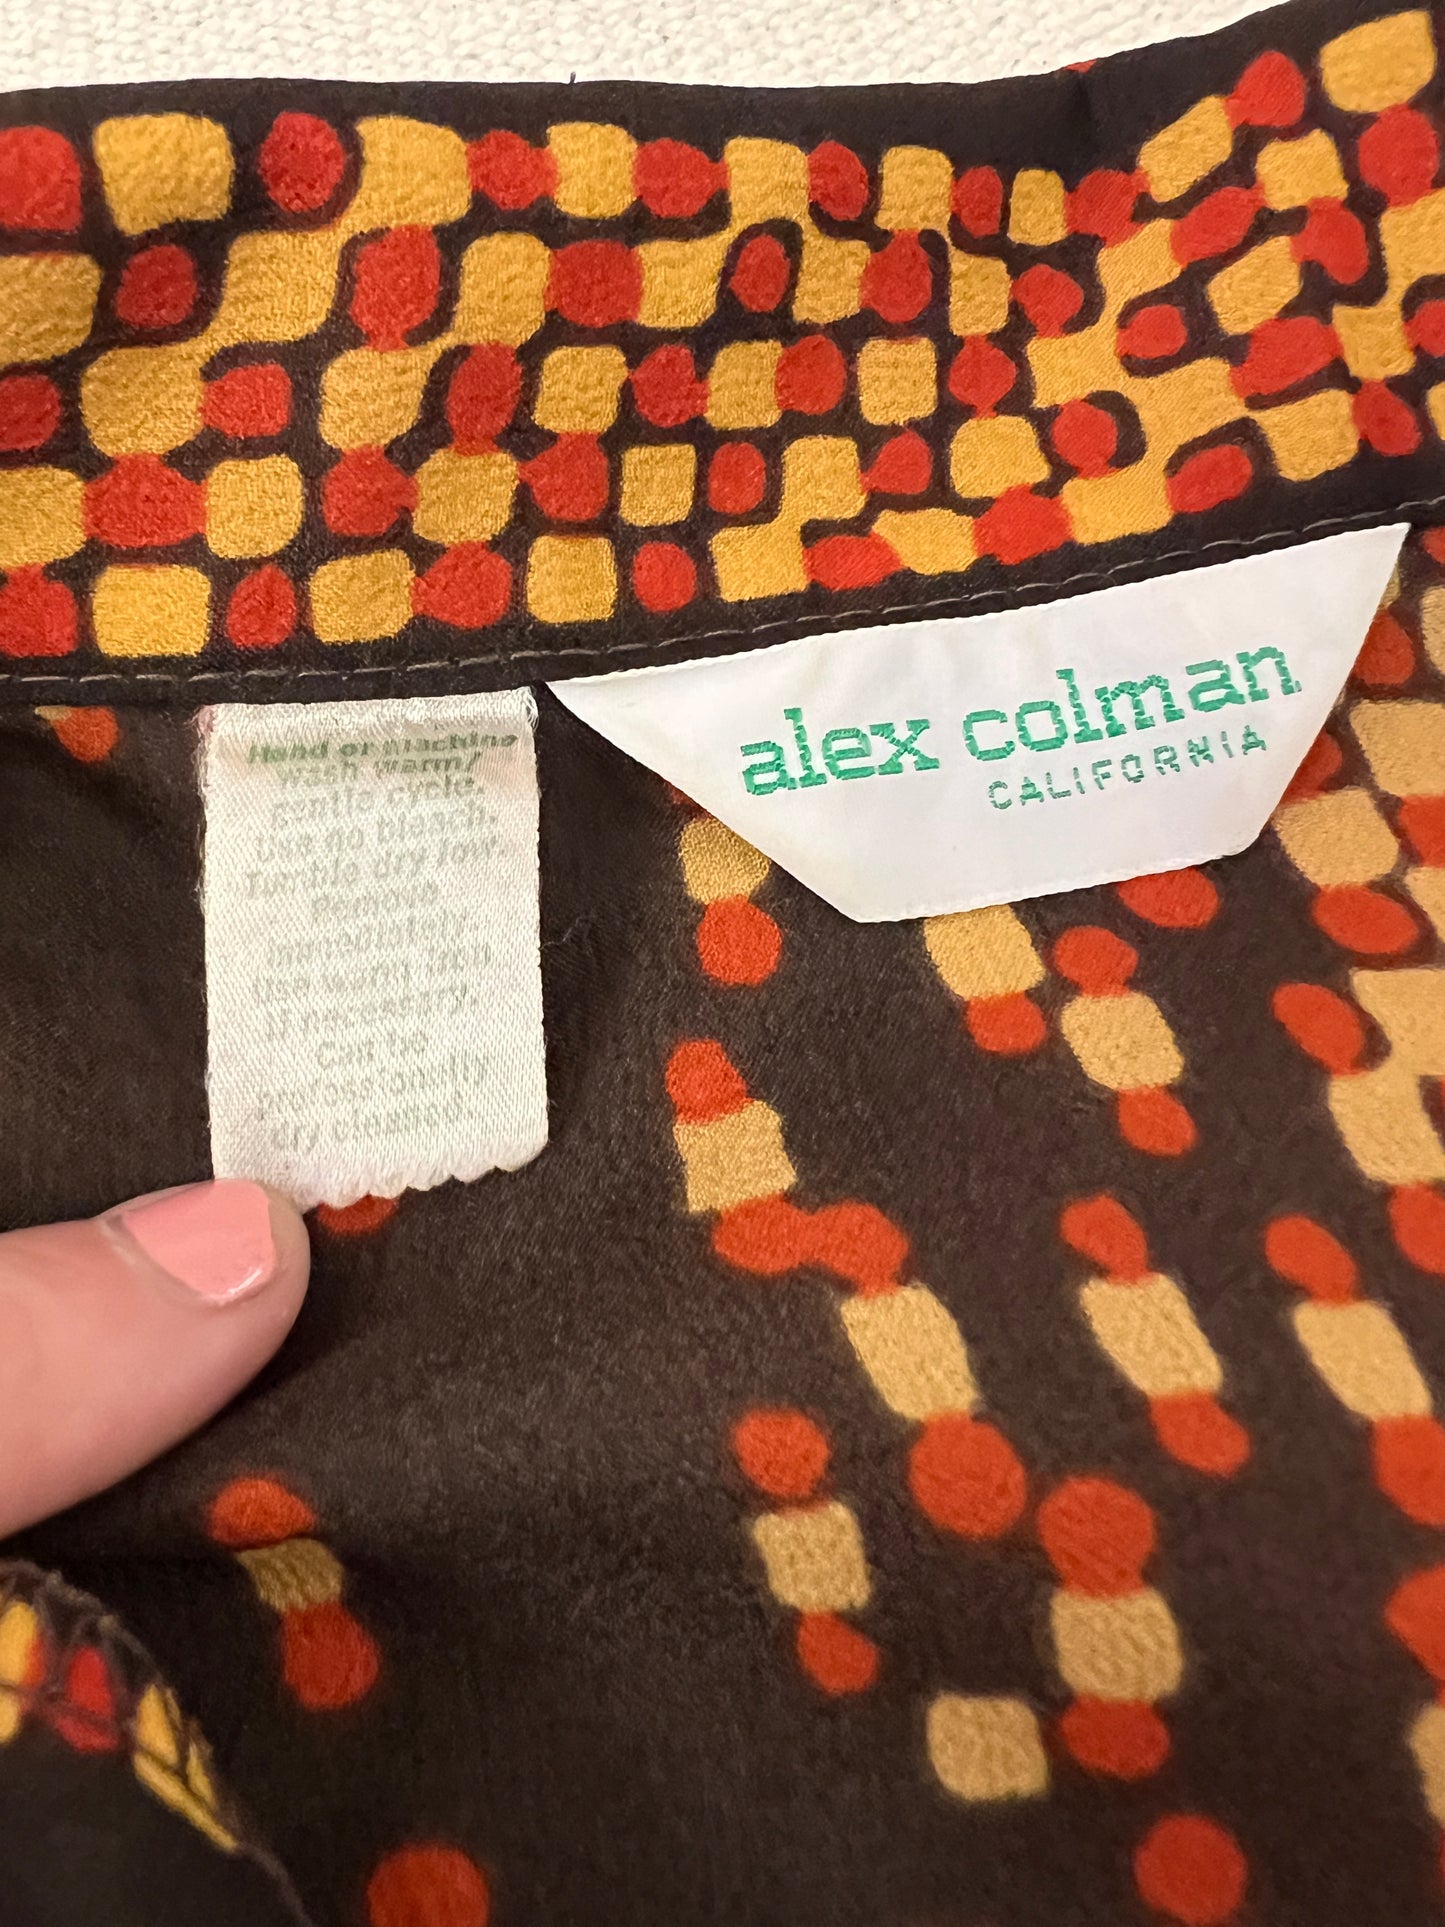 Hand or machine
wash warm/
gentle cycle.
Use no bleach.
Tumble dry low.
Remove
immediately.
Use warm iron
if necessary.
Can be
professionally
dry cleaned.
alex colman
CALIFORNIA